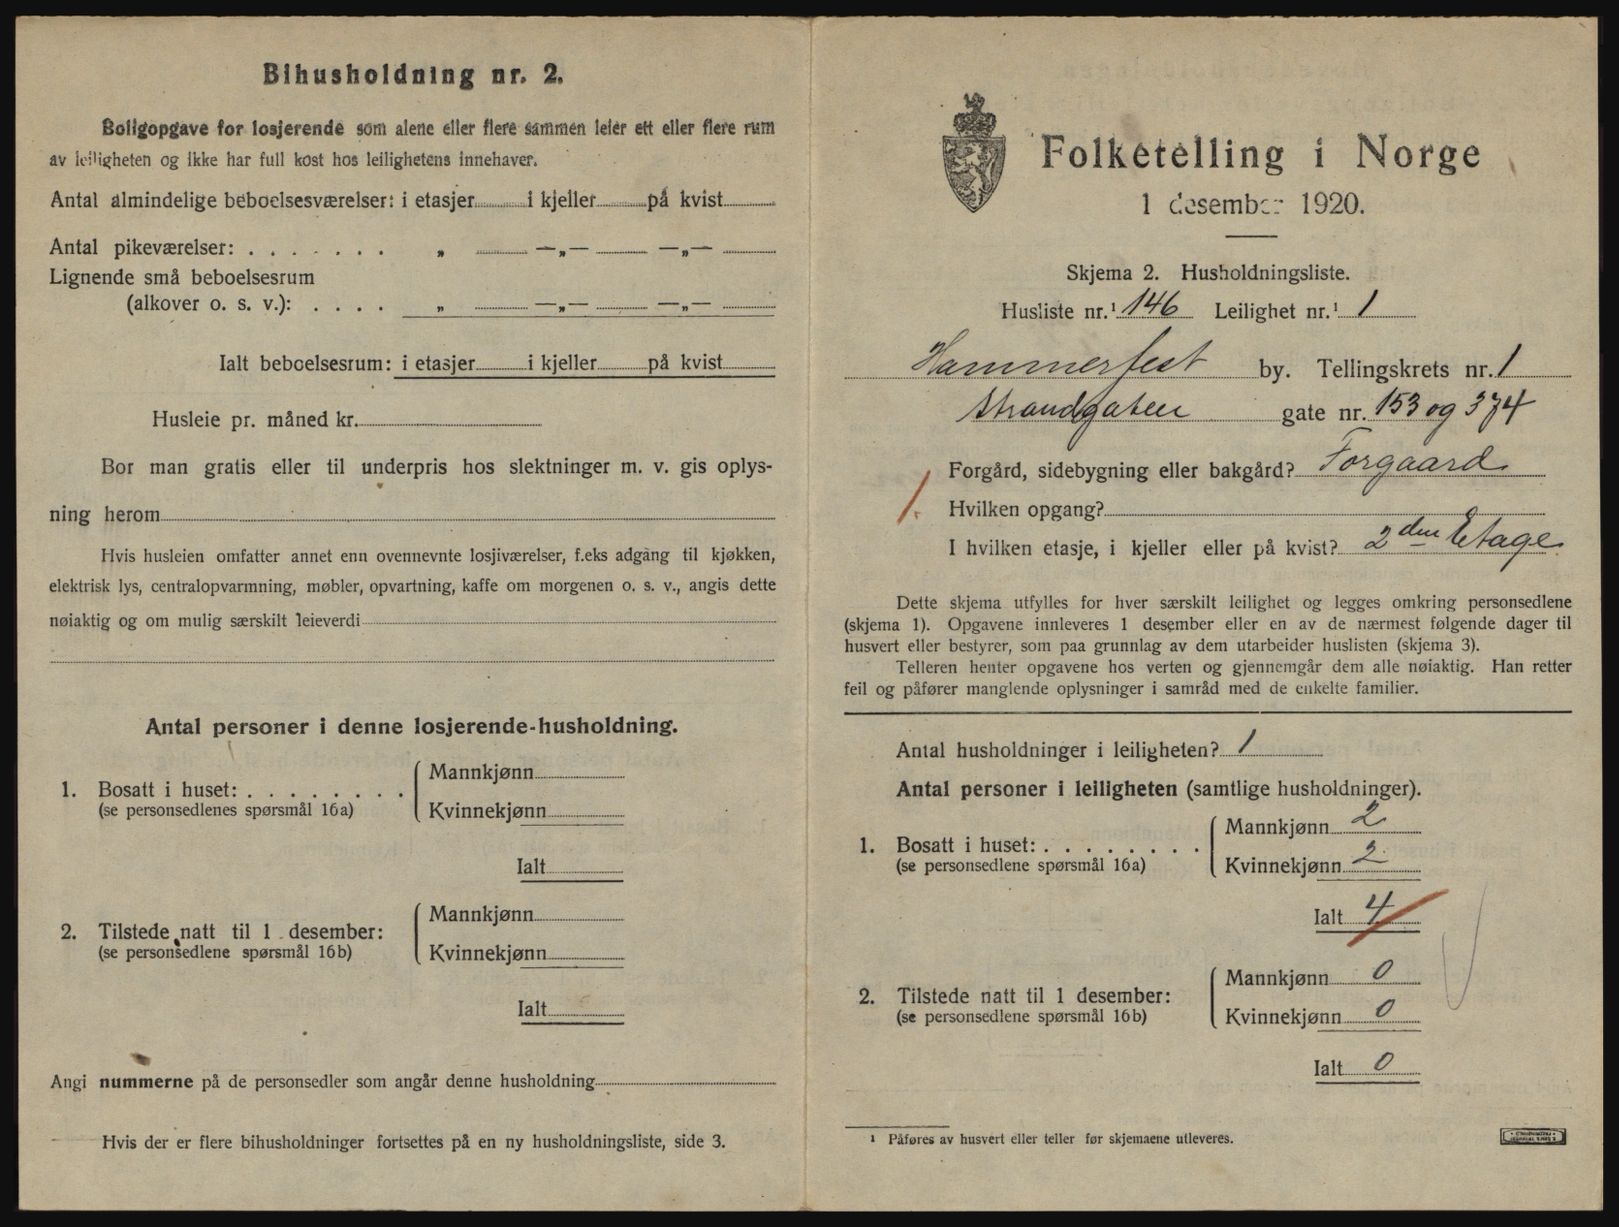 Bihusholdning nr. 2.
Boligopgave for losjerende som alene eller flere sammen leier ett eller flere rum
av leiligheten og ikke har full kost hos leilighetens innehaver.
Antal almindelige beboelsesværelser: i etasjer i kjeller på kvist
Antal pikeværelser: . . . . . . . „ —„— —„—
Lignende små beboelsesrum
(alkover o. s. v.): . . . . „ —„— —„—
Ialt beboelsesrum: i etasjer i kjeller på kvist
Husleie pr. måned kr.
Bor man gratis eller til underpris hos slektninger m. v. gis oplys-
ning herom
Hvis husleien omfatter annet enn ovennevnte losjiværelser, f.eks adgang til kjøkken,
elektrisk lys, centralopvarmning, møbler, opvartning, kaffe om morgenen o. s. v., angis dette
nøiaktig og om mulig særskilt leieverdi
Antal personer i denne losjerende-husholdning.
1. Bosatt i huset: . . . . . . . .
(se personsedlenes spørsmål 16a)
Mannkjønn
Kvinnekjønn
Ialt
2. Tilstede natt til 1 desember:
(se personsedlene spørsmål 16b)
Mannkjønn
Kvinnekjønn
Ialt
Angi nummerne på de personsedler som angår denne husholdning
Hvis der er flere bihusholdninger fortsettes på en ny husholdningsliste, side 3.
Folketelling i Norge
1 desember 1920.
Skjema 2. Husholdningsliste.
Husliste nr.¹ 146 Leilighet nr.¹ 1
Hammerfest by. Tellingskrets nr. 1
Strandgaten gate nr. 153 og 374
Forgård, sidebygning eller bakgård? Forgaard
1.
Hvilken opgang?
I hvilken etasje, i kjeller eller på kvist? 2den Etage
Dette skjema utfylles for hver særskilt leilighet og legges omkring personsedlene
(skjema 1). Opgavene innleveres 1 desember eller en av de nærmest følgende dager til
husvert eller bestyrer, som paa grunnlag av dem utarbeider huslisten (skjema 3).
Telleren henter opgavene hos verten og gjennemgår dem alle nøiaktig. Han retter
feil og påfører manglende oplysninger i samråd med de enkelte familier.
Antal husholdninger i leiligheten? 1
Antal personer i leiligheten (samtlige husholdninger).
1. Bosatt i huset: . . . . . . . .
(se personsedlene spørsmål 16a)
Mannkjønn 2
Kvinnekjønn 2
Ialt 4
2. Tilstede natt til 1 desember:
(se personsedlene spørsmål 16b)
Mannkjønn 0
Kvinnekjønn 0
Ialt 0
¹ Påføres av husvert eller teller før skjemaene utleveres.